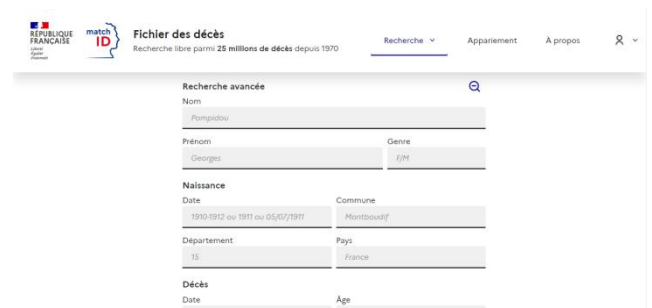 RÉPUBLIQUE
FRANÇAISE
Liberté
Égalité
Fraternité
match
ID
Fichier des décès
Recherche libre parmi 25 millions de décès depuis 1970
Recherche
Appariement
À propos
Recherche avancée
Nom
Pompidou
Prénom Genre
Georges F/M
Naissance
Date Commune
1910-1912 ou 1911 ou 05/07/1911 Montboudif
Département Pays
15 France
Décès
Date Âge